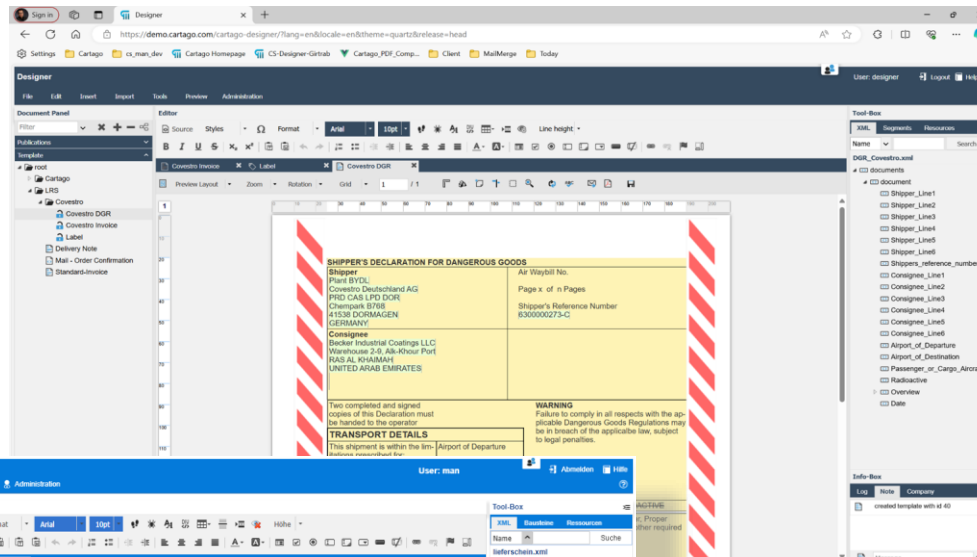 Sign in
Designer
https://demo.cartago.com/cartago-designer/?lang=en&locale=en&theme=quartz&release=head
Settings Cartago cs_man_dev Cartago Homepage CS-Designer-Girtrab Cartago_PDF_Comp... Client MailMerge Today
Designer
User: designer Logout Help
File Edit Insert Import Tools Preview Administration
Document Panel
Editor
Tool-Box
Filter
Source Styles Format Arial 10pt Line height
XML Segments Resources
Publications
Name Search
Template
Covestro Invoice Label Covestro DGR
DGR_Covestro.xml
root
Preview Layout Zoom Rotation Grid 1 / 1
documents
Cartago
document
LRS
Shipper_Line1
Covestro
Shipper_Line2
Covestro DGR
Shipper_Line3
Covestro Invoice
Shipper_Line4
Label
Shipper_Line5
Delivery Note
Shipper_Line6
Mail - Order Confirmation
Shippers_reference_number
Standard-Invoice
Consignee_Line1
Consignee_Line2
Consignee_Line3
Consignee_Line4
Consignee_Line5
Consignee_Line6
Airport_of_Departure
Airport_of_Destination
Passenger_or_Cargo_Aircra
Radioactive
Overview
Date
SHIPPER'S DECLARATION FOR DANGEROUS GOODS
Shipper
Plant BYDL
Covestro Deutschland AG
PRD CAS LPD DOR
Chempark B768
41538 DORMAGEN
GERMANY
Air Waybill No.
Page x of n Pages
Shipper's Reference Number
6300000273-C
Consignee
Becker Industrial Coatings LLC
Warehouse 2-9, Alk-Khour Port
RAS AL KHAIMAH
UNITED ARAB EMIRATES
Two completed and signed
copies of this Declaration must
be handed to the operator
WARNING
Failure to comply in all respects with the ap-
plicable Dangerous Goods Regulations may
be in breach of the applicalbe law, subject
to legal penalties.
TRANSPORT DETAILS
This shipment is within the lim-
Airport of Departure
Info-Box
Log Note Company
created template with id 40
User: man Abmelden Hilfe
Administration
Tool-Box
XML Bausteine Ressourcen
Arial 10pt Höhe
Name Suche
lieferschein.xml
ACTIVE
r, Proper
ther required